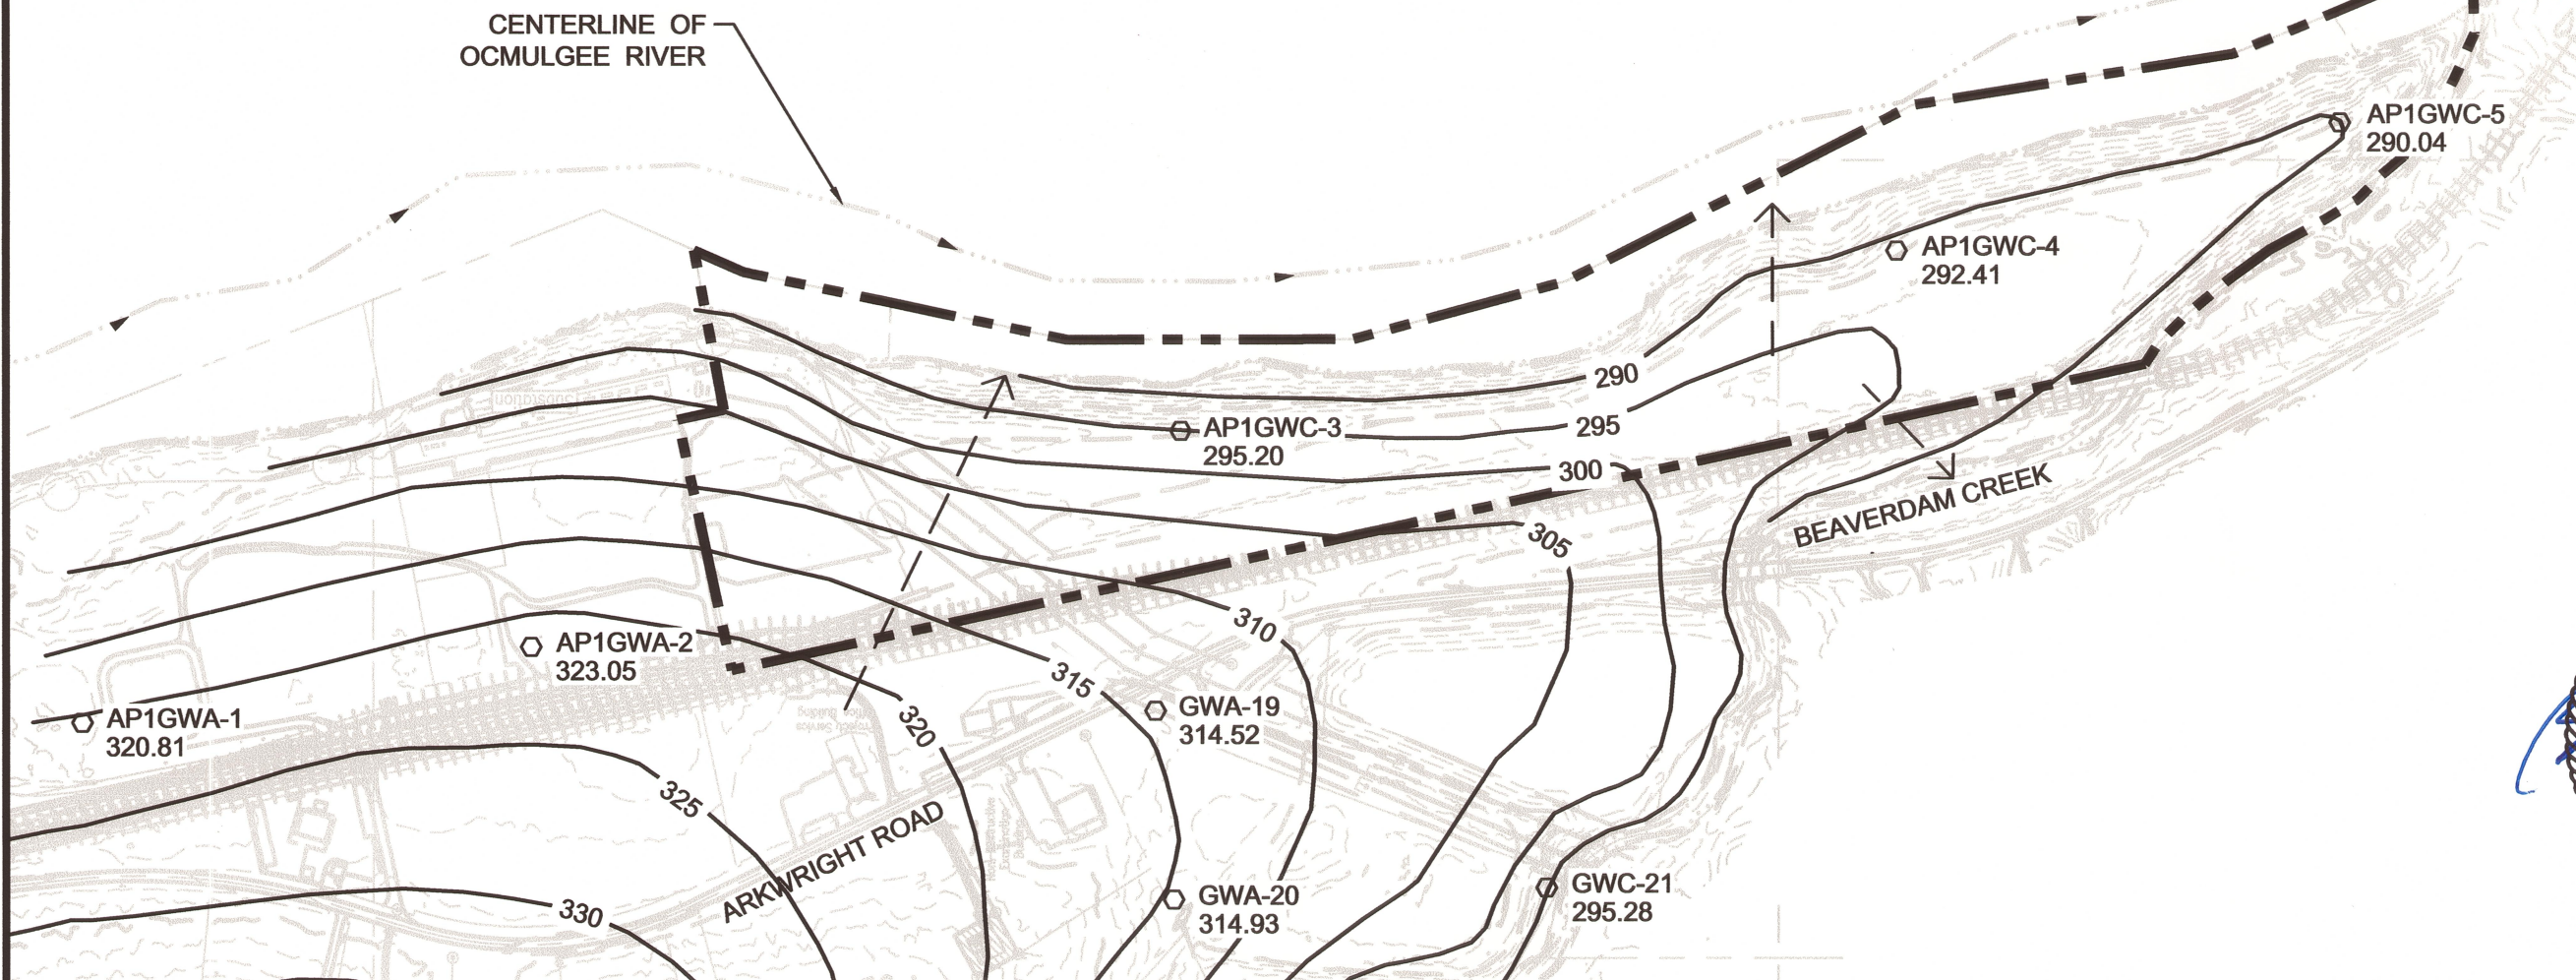 CENTERLINE OF
OCMULGEE RIVER
AP1GWC-5
290.04
AP1GWC-4
292.41
290
295
AP1GWC-3
295.20
300
305
BEAVERDAM CREEK
310
AP1GWA-2
323.05
315
GWA-19
314.52
320
AP1GWA-1
320.81
325
ARKWRIGHT ROAD
GWA-20
314.93
GWC-21
295.28
330
Substation